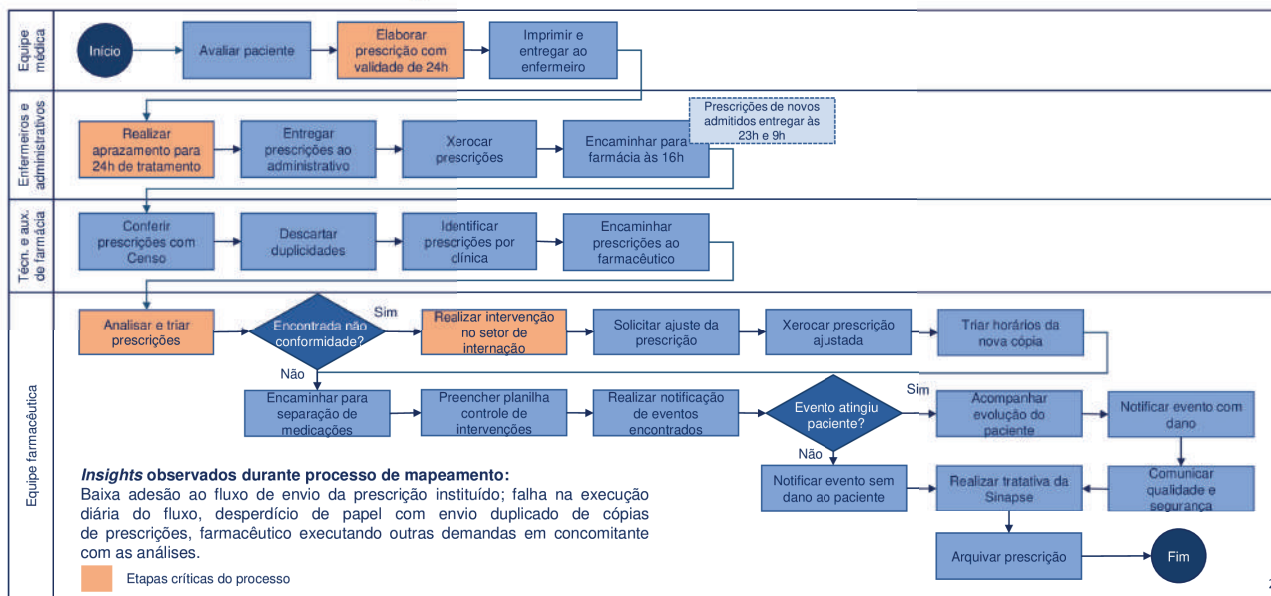 Equipe
médica
Início
Avaliar paciente
Elaborar
prescrição com
validade de 24h
Imprimir e
entregar ao
enfermeiro
Enfermeiros e
administrativos
Prescrições de novos
admitidos entregar às
23h e 9h
Realizar
aprazamento para
24h de tratamento
Entregar
prescrições ao
administrativo
Xerocar
prescrições
Encaminhar para
farmácia às 16h
Técn. e aux.
de farmácia
Conferir
prescrições com
Censo
Descartar
duplicidades
Identificar
prescrições por
clínica
Encaminhar
prescrições ao
farmacêutico
Equipe farmacêutica
Analisar e triar
prescrições
Encontrada não
conformidade?
Sim
Realizar intervenção
no setor de
internação
Solicitar ajuste da
prescrição
Xerocar prescrição
ajustada
Triar horários da
nova cópia
Não
Encaminhar para
separação de
medicações
Preencher planilha
controle de
intervenções
Realizar notificação
de eventos
encontrados
Evento atingiu
paciente?
Sim
Acompanhar
evolução do
paciente
Notificar evento com
dano
Não
Notificar evento sem
dano ao paciente
Realizar tratativa da
Sinapse
Comunicar
qualidade e
segurança
Arquivar prescrição
Fim
Insights observados durante processo de mapeamento:
Baixa adesão ao fluxo de envio da prescrição instituído; falha na execução
diária do fluxo, desperdício de papel com envio duplicado de cópias
de prescrições, farmacêutico executando outras demandas em concomitante
com as análises.
Etapas críticas do processo